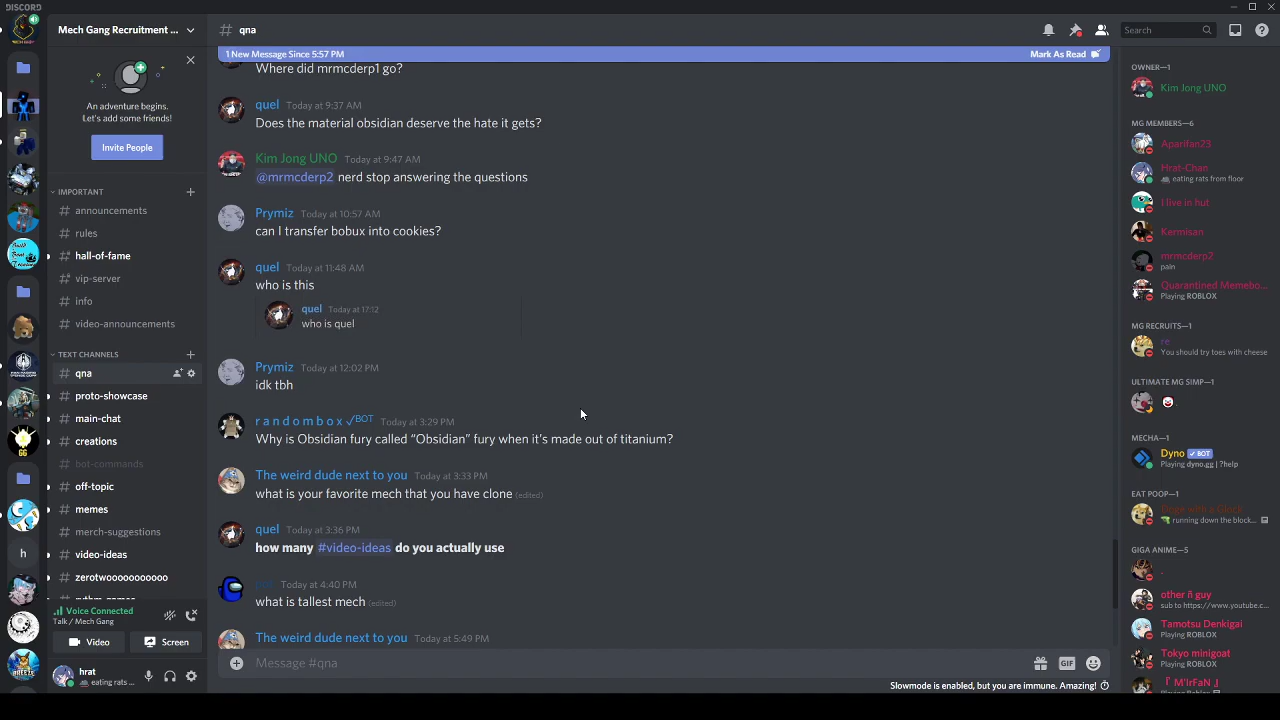 DISCORD
Mech Gang Recruitment ...
# qna
Search
1 New Message Since 5:57 PM
Mark As Read
An adventure begins.
Let's add some friends!
Invite People
IMPORTANT
# announcements
# rules
# hall-of-fame
# vip-server
# info
# video-announcements
TEXT CHANNELS
# qna
# proto-showcase
# main-chat
# creations
# bot-commands
# off-topic
# memes
# merch-suggestions
# video-ideas
# zerotwoooooooooo
Voice Connected
Talk / Mech Gang
Video
Screen
hrat
eating rats ...
h
GG
Where did mrmcderp1 go?
quel Today at 9:37 AM
Does the material obsidian deserve the hate it gets?
Kim Jong UNO Today at 9:47 AM
@mrmcderp2 nerd stop answering the questions
Prymiz Today at 10:57 AM
can I transfer bobux into cookies?
quel Today at 11:48 AM
who is this
quel Today at 17:12
who is quel
Prymiz Today at 12:02 PM
idk tbh
r a n d o m b o x ✓BOT Today at 3:29 PM
Why is Obsidian fury called “Obsidian” fury when it's made out of titanium?
The weird dude next to you Today at 3:33 PM
what is your favorite mech that you have clone (edited)
quel Today at 3:36 PM
how many #video-ideas do you actually use
Today at 4:40 PM
what is tallest mech (edited)
The weird dude next to you Today at 5:49 PM
Message #qna
GIF
Slowmode is enabled, but you are immune. Amazing!
OWNER—1
Kim Jong UNO
MG MEMBERS—6
Aparifan23
Hrat-Chan
eating rats from floor
I live in hut
Kermisan
mrmcderp2
pain
Quarantined Memebo...
Playing ROBLOX
MG RECRUITS—1
re
You should try toes with cheese
ULTIMATE MG SIMP—1
.
MECHA—1
Dyno ✓ BOT
Playing dyno.gg | ?help
EAT POOP—1
Doge with a Glock
running down the block...
GIGA ANIME—5
.
other ñ guy
sub to https://www.youtube.c...
Tamotsu Denkigai
Playing ROBLOX
Tokyo minigoat
Playing ROBLOX
『 M'IrFaN 』